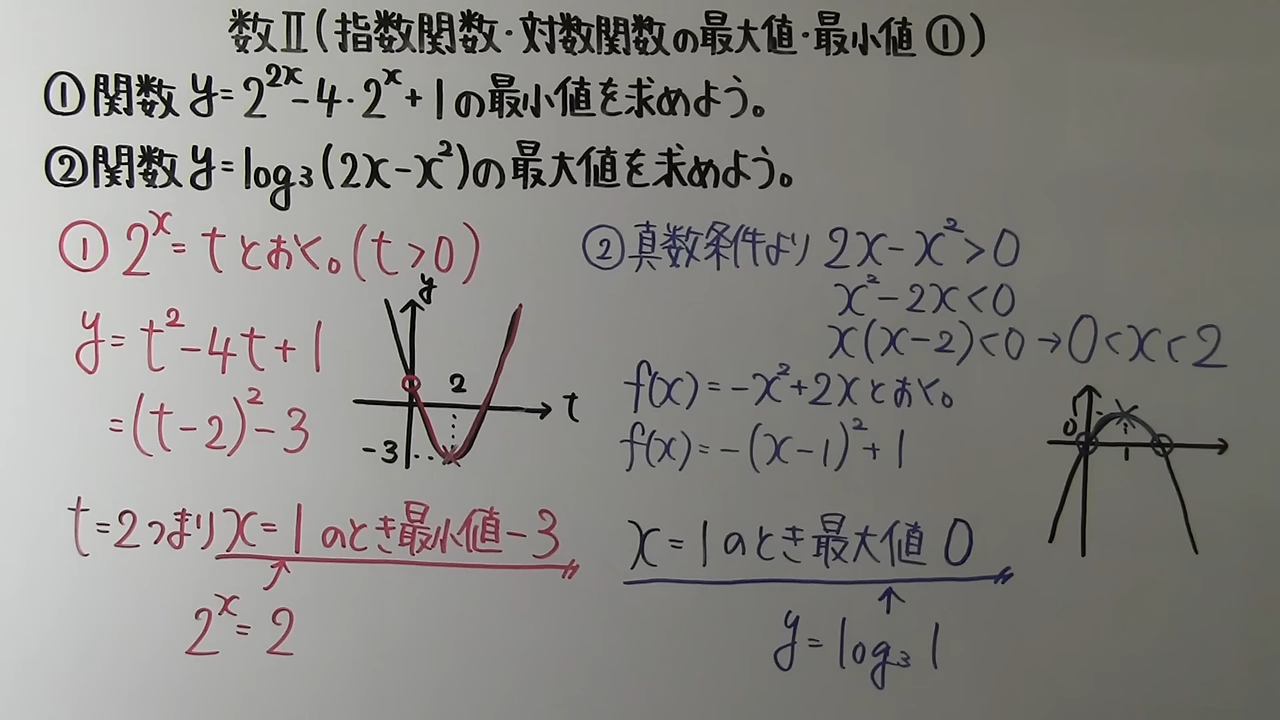 数Ⅱ(指数関数・対数関数の最大値・最小値①)
①関数 y=2^{2x}-4・2^x+1の最小値を求めよう。
②関数 y=log₃(2x-x²)の最大値を求めよう。
① 2^x=tとおく。(t>0)
y=t²-4t+1
=(t-2)²-3
y
2
t
-3
t=2つまりx=1のとき最小値-3
↑
2^x=2
②真数条件より 2x-x²>0
x²-2x<0
x(x-2)<0→0<x<2
f(x)=-x²+2xとおく。
f(x)=-(x-1)²+1
0
1
x=1のとき最大値 0
↑
y=log₃1